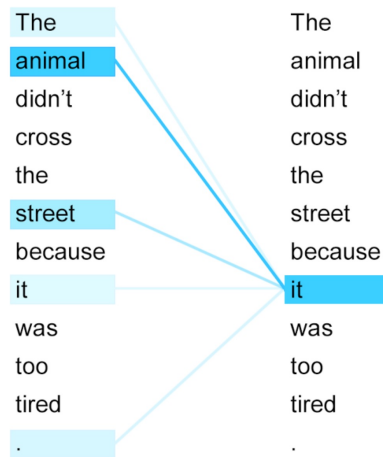 The
animal
didn't
cross
the
street
because
it
was
too
tired
.
The
animal
didn't
cross
the
street
because
it
was
too
tired
.